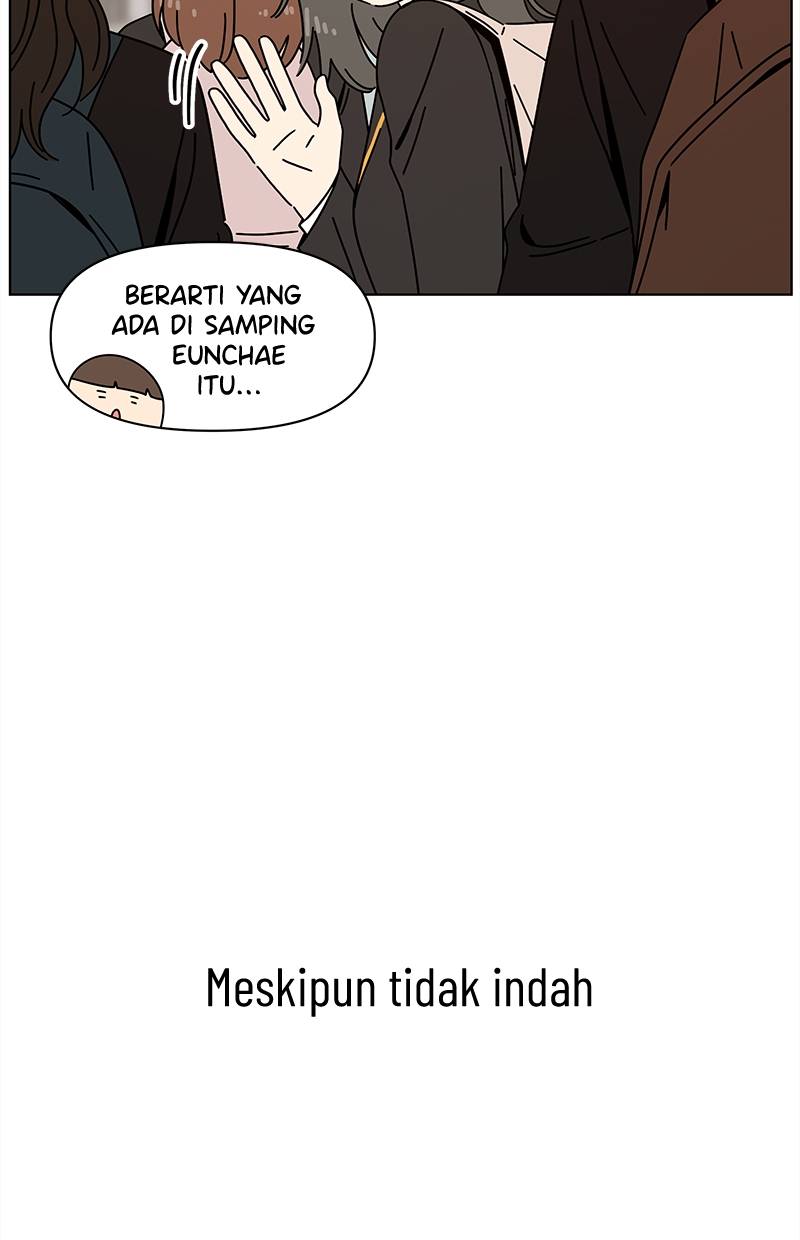 BERARTI YANG
ADA DI SAMPING
EUNCHAE
ITU...
Meskipun tidak indah